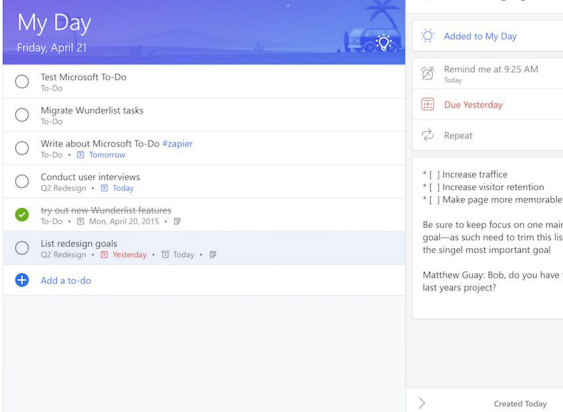 My Day
Friday, April 21
Test Microsoft To-Do
To-Do
Migrate Wunderlist tasks
To-Do
Write about Microsoft To-Do #zapier
To-Do • Tomorrow
Conduct user interviews
Q2 Redesign • Today
try out new Wunderlist features
To-Do • Mon, April 20, 2015 •
List redesign goals
Q2 Redesign • Yesterday • Today •
Add a to-do
Added to My Day
Remind me at 9:25 AM
Today
Due Yesterday
Repeat
* [ ] Increase traffic
* [ ] Increase visitor retention
* [ ] Make page more memorable
Be sure to keep focus on one
goal—as such need to trim this
the singel most important goal
Matthew Guay: Bob, do you have
last years project?
Created Today